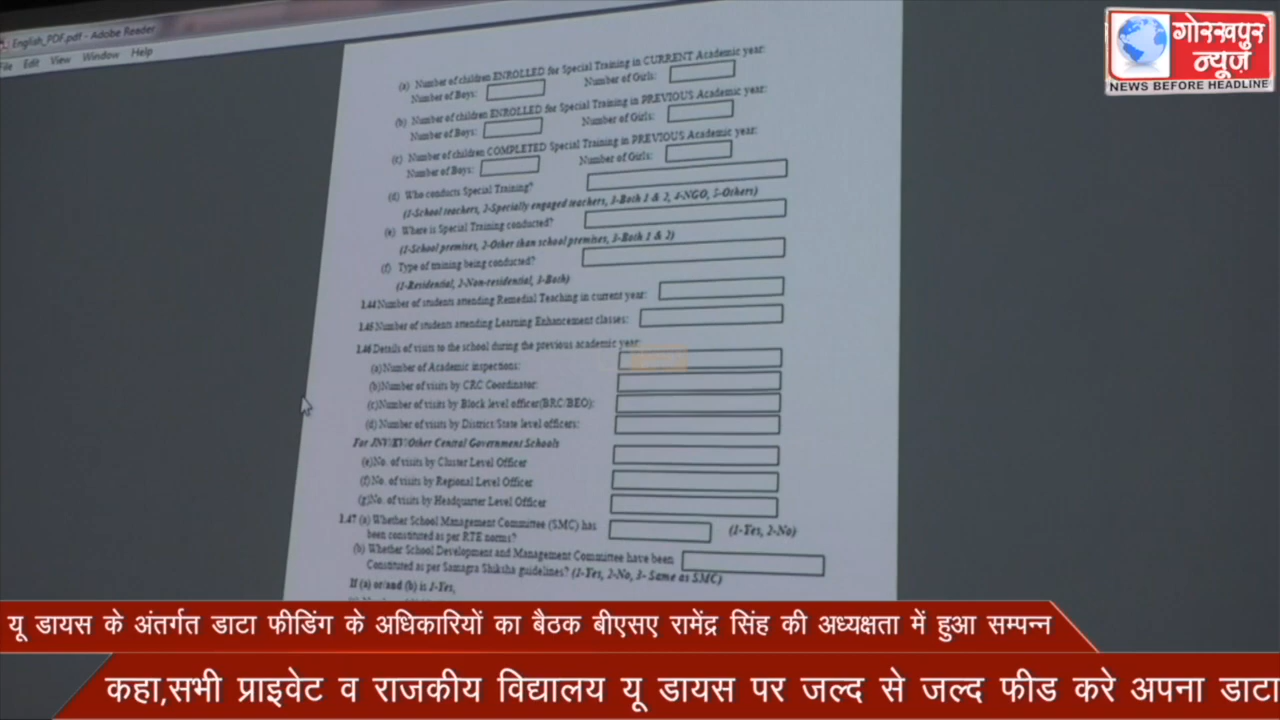 English_PDF.pdf - Adobe Reader
File Edit View Window Help
गोरखपुर
न्यूज़
NEWS BEFORE HEADLINE
(a) Number of children ENROLLED for Special Training in CURRENT Academic year:
Number of Boys: Number of Girls:
(b) Number of children ENROLLED for Special Training in PREVIOUS Academic year:
Number of Boys: Number of Girls:
(c) Number of children COMPLETED Special Training in PREVIOUS Academic year:
Number of Boys: Number of Girls:
(d) Who conducts Special Training?
(1-School teachers, 2-Specially engaged teachers, 3-Both 1 & 2, 4-NGO, 5-Others)
(e) Where is Special Training conducted?
(1-School premises, 2-Other than school premises, 3-Both 1 & 2)
(f) Type of training being conducted?
(1-Residential, 2-Non-residential, 3-Both)
1.44 Number of students attending Remedial Teaching in current year:
1.45 Number of students attending Learning Enhancement classes:
1.46 Details of visits to the school during the previous academic year:
(a)Number of Academic inspections:
(b)Number of visits by CRC Coordinator:
(c)Number of visits by Block level officer(BRC/BEO):
(d) Number of visits by District/State level officers:
For JNV/KV/Other Central Government Schools
(e)No. of visits by Cluster Level Officer
(f)No. of visits by Regional Level Officer
(g)No. of visits by Headquarter Level Officer
1.47 (a) Whether School Management Committee (SMC) has (1-Yes, 2-No)
been constituted as per RTE norms?
(b) Whether School Development and Management Committee have been
Constituted as per Samagra Shiksha guidelines? (1-Yes, 2-No, 3- Same as SMC)
If (a) or/and (b) is 1-Yes,
यू डायस के अंतर्गत डाटा फीडिंग के अधिकारियों का बैठक बीएसए रामेंद्र सिंह की अध्यक्षता में हुआ सम्पन्न
कहा,सभी प्राइवेट व राजकीय विद्यालय यू डायस पर जल्द से जल्द फीड करे अपना डाटा